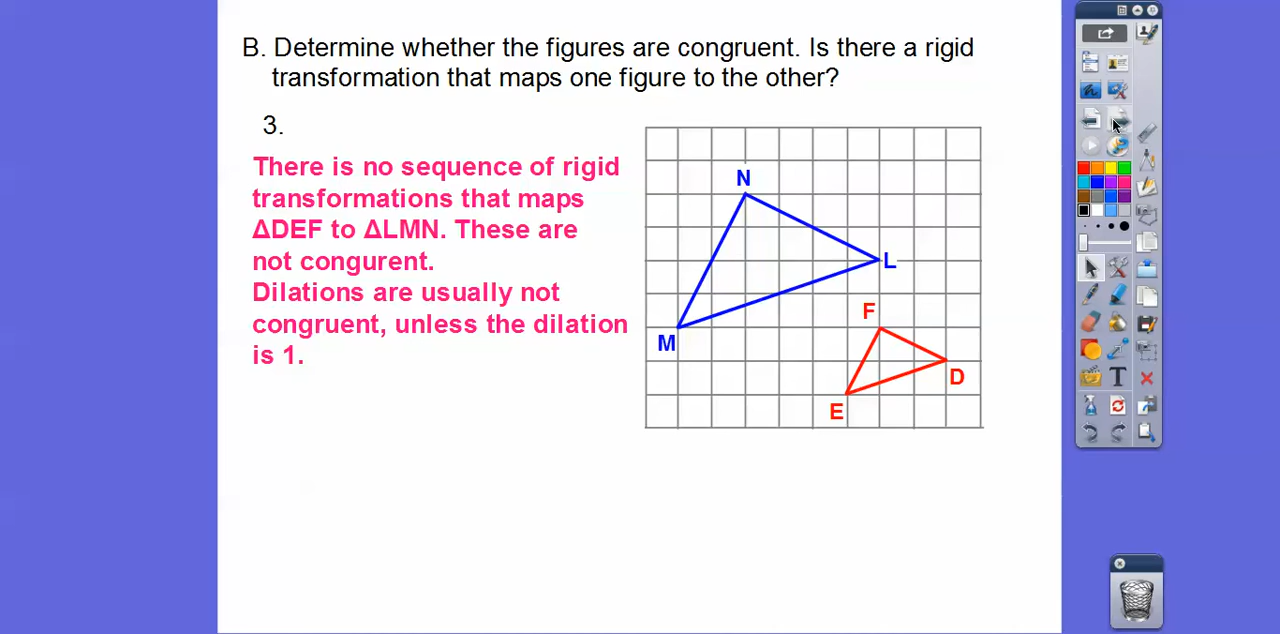 B. Determine whether the figures are congruent. Is there a rigid
transformation that maps one figure to the other?
3.
There is no sequence of rigid
transformations that maps
ΔDEF to ΔLMN. These are
not congurent.
Dilations are usually not
congruent, unless the dilation
is 1.
N
L
F
M
D
E
T